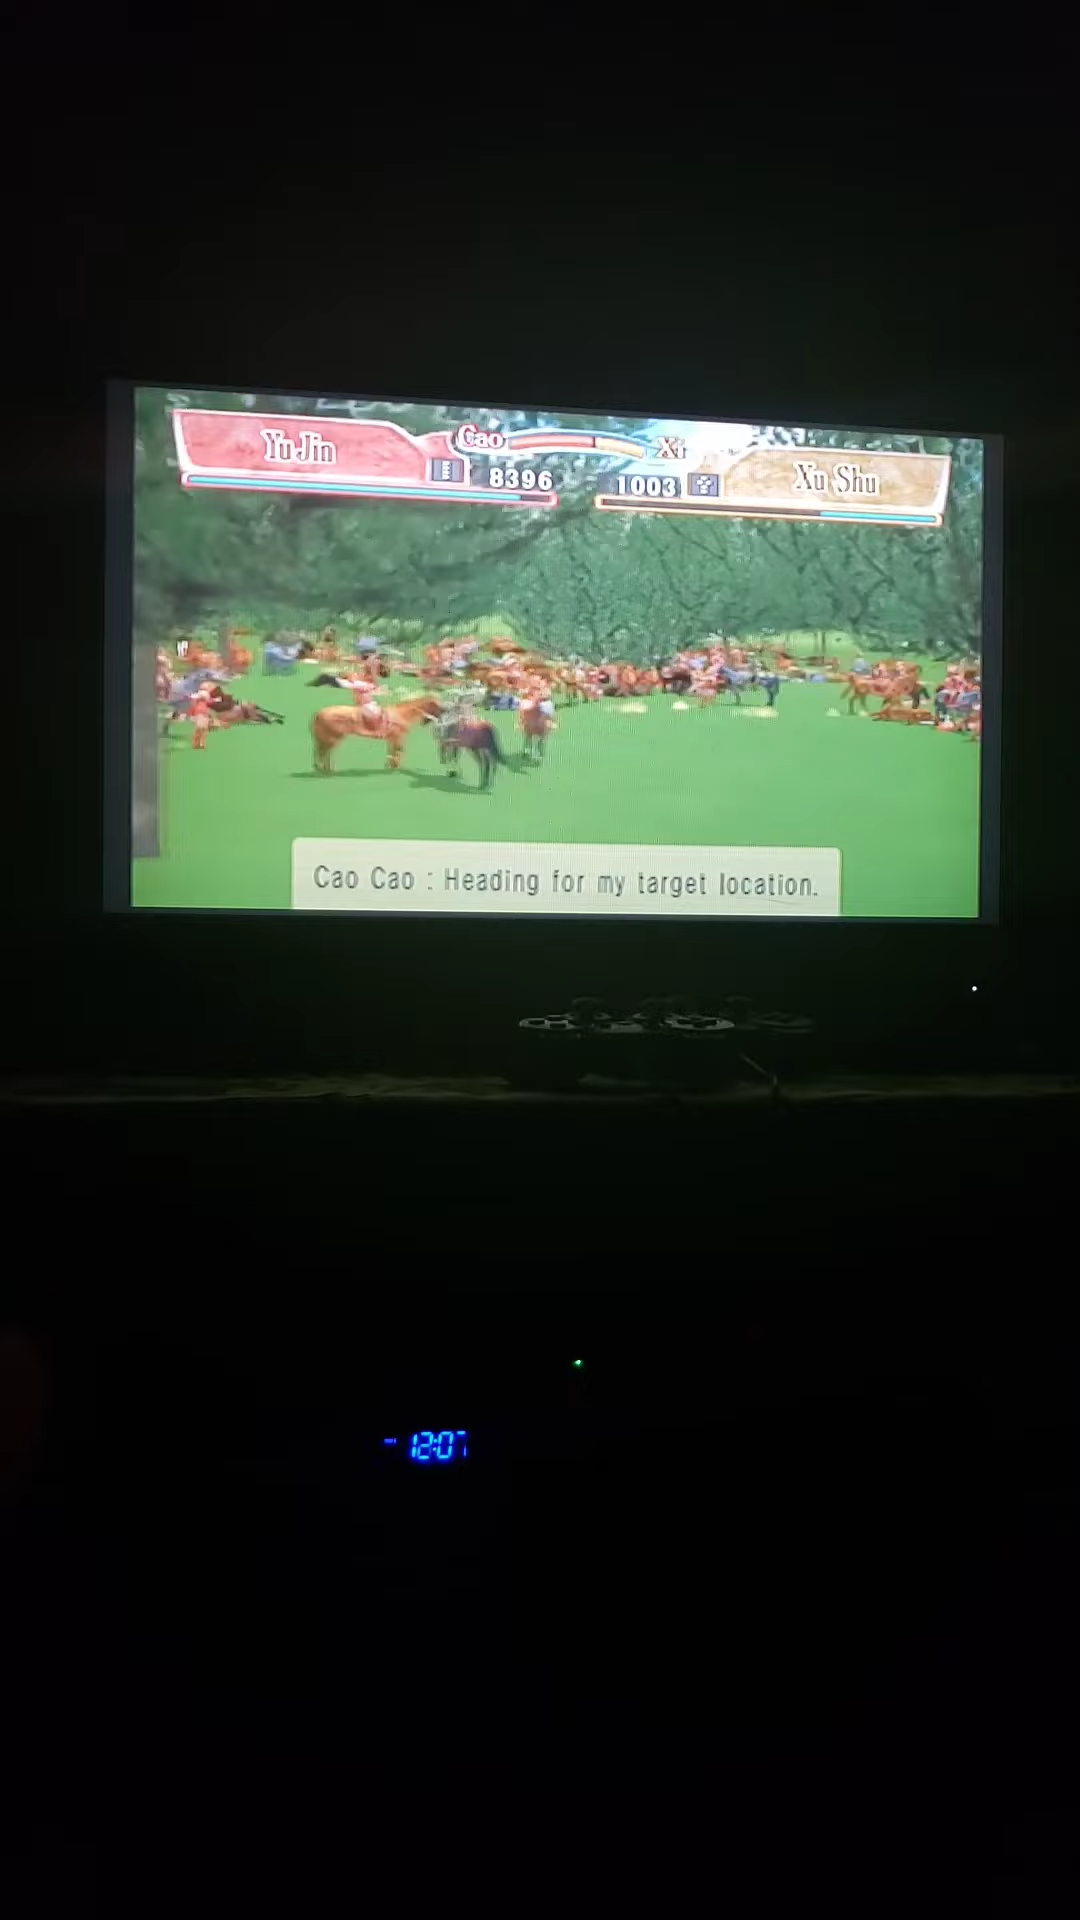 Yu Jin
Cao
Xi
Xu Shu
8396
1003
Cao Cao : Heading for my target location.
12:07